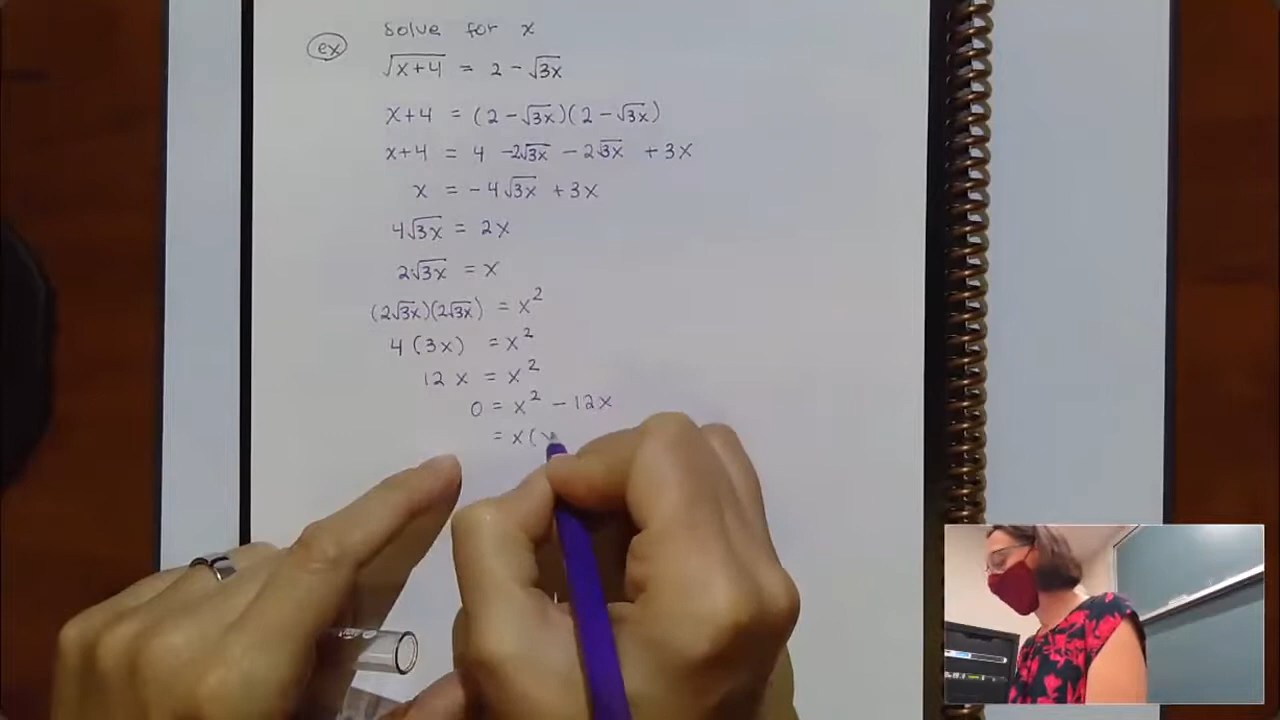 ex Solve for x
√(x+4) = 2 - √(3x)
x+4 = (2 - √(3x))(2 - √(3x))
x+4 = 4 -2√(3x) - 2√(3x) + 3x
x = -4√(3x) + 3x
4√(3x) = 2x
2√(3x) = x
(2√(3x))(2√(3x)) = x²
4(3x) = x²
12x = x²
0 = x² - 12x
= x(x